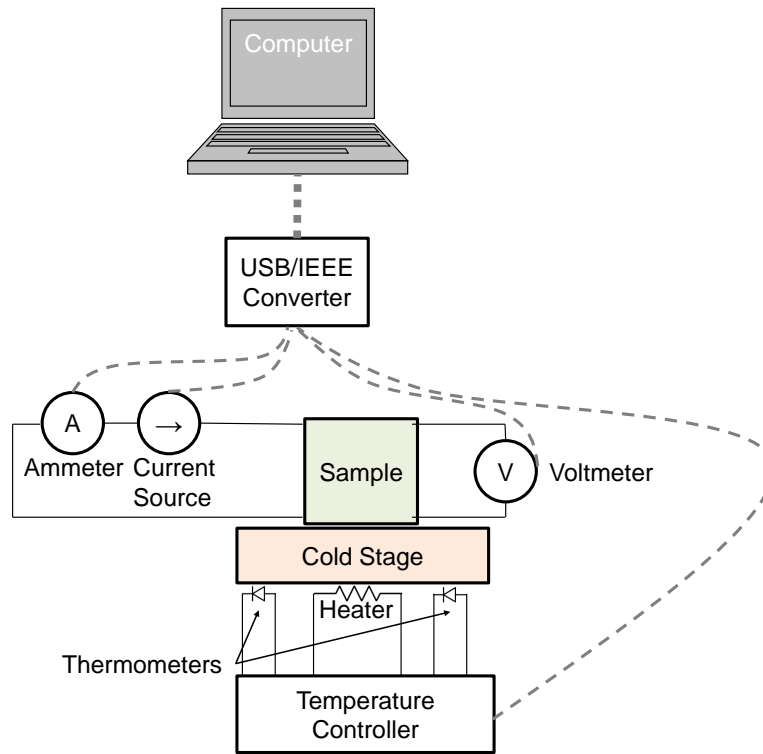 Computer
USB/IEEE
Converter
A
→
Ammeter
Current
Source
Sample
V
Voltmeter
Cold Stage
Heater
Thermometers
Temperature
Controller